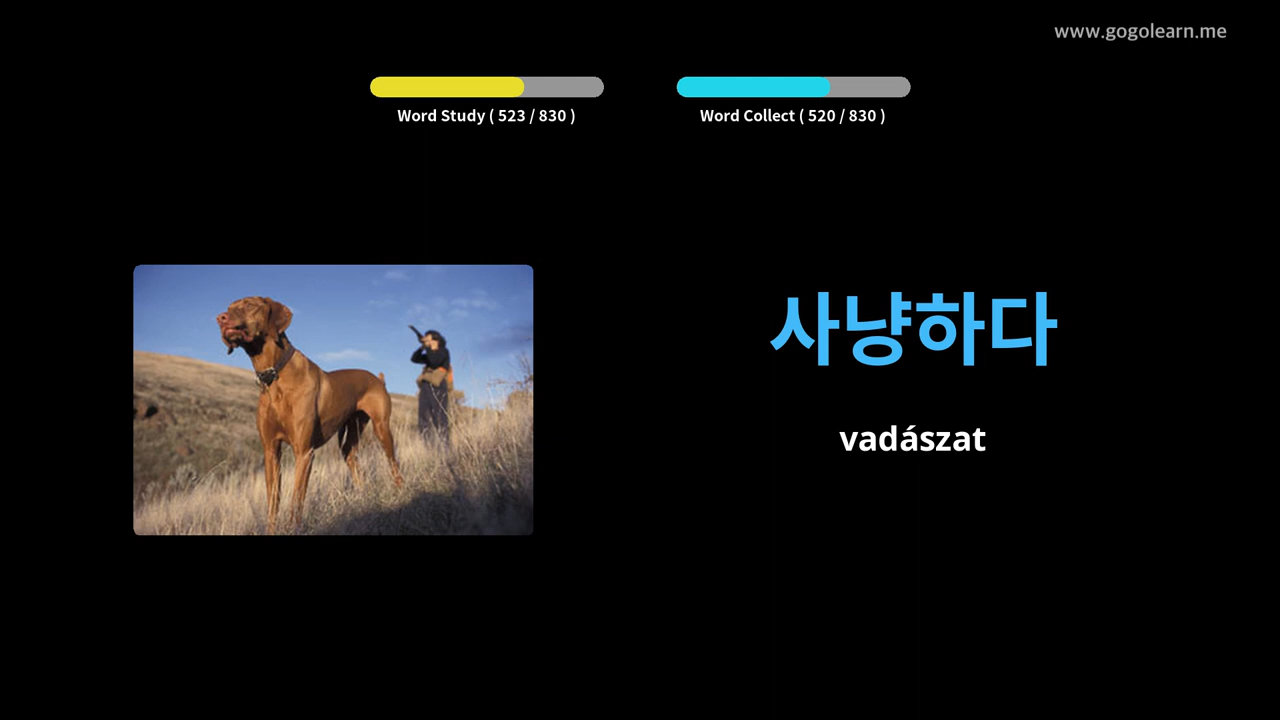 www.gogolearn.me
Word Study ( 523 / 830 )
Word Collect ( 520 / 830 )
사냥하다
vadászat